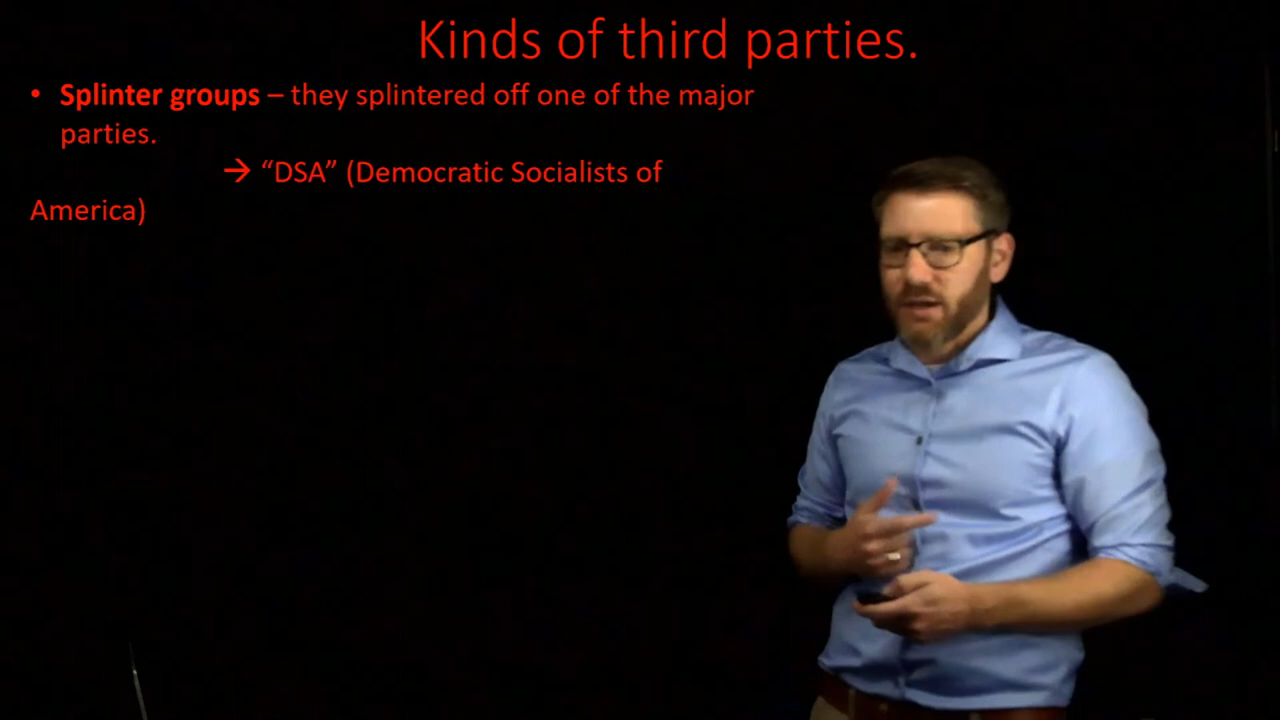 Kinds of third parties.
• Splinter groups – they splintered off one of the major
parties.
→ “DSA” (Democratic Socialists of
America)